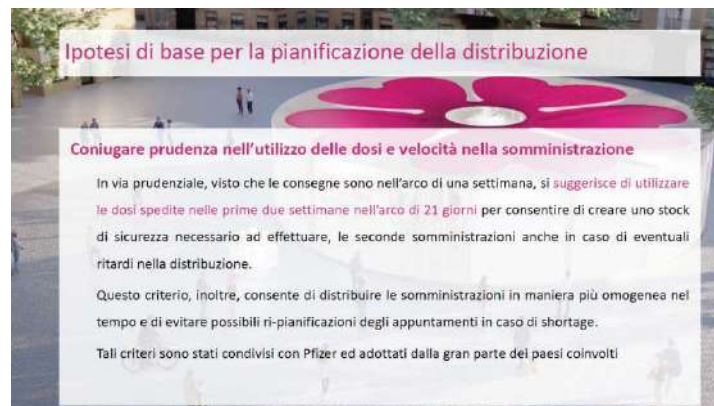 Ipotesi di base per la pianificazione della distribuzione
Coniugare prudenza nell'utilizzo delle dosi e velocità nella somministrazione
In via prudenziale, visto che le consegne sono nell'arco di una settimana, si suggerisce di utilizzare
le dosi spedite nelle prime due settimane nell'arco di 21 giorni per consentire di creare uno stock
di sicurezza necessario ad effettuare, le seconde somministrazioni anche in caso di eventuali
ritardi nella distribuzione.
Questo criterio, inoltre, consente di distribuire le somministrazioni in maniera più omogenea nel
tempo e di evitare possibili ri-pianificazioni degli appuntamenti in caso di shortage.
Tali criteri sono stati condivisi con Pfizer ed adottati dalla gran parte dei paesi coinvolti